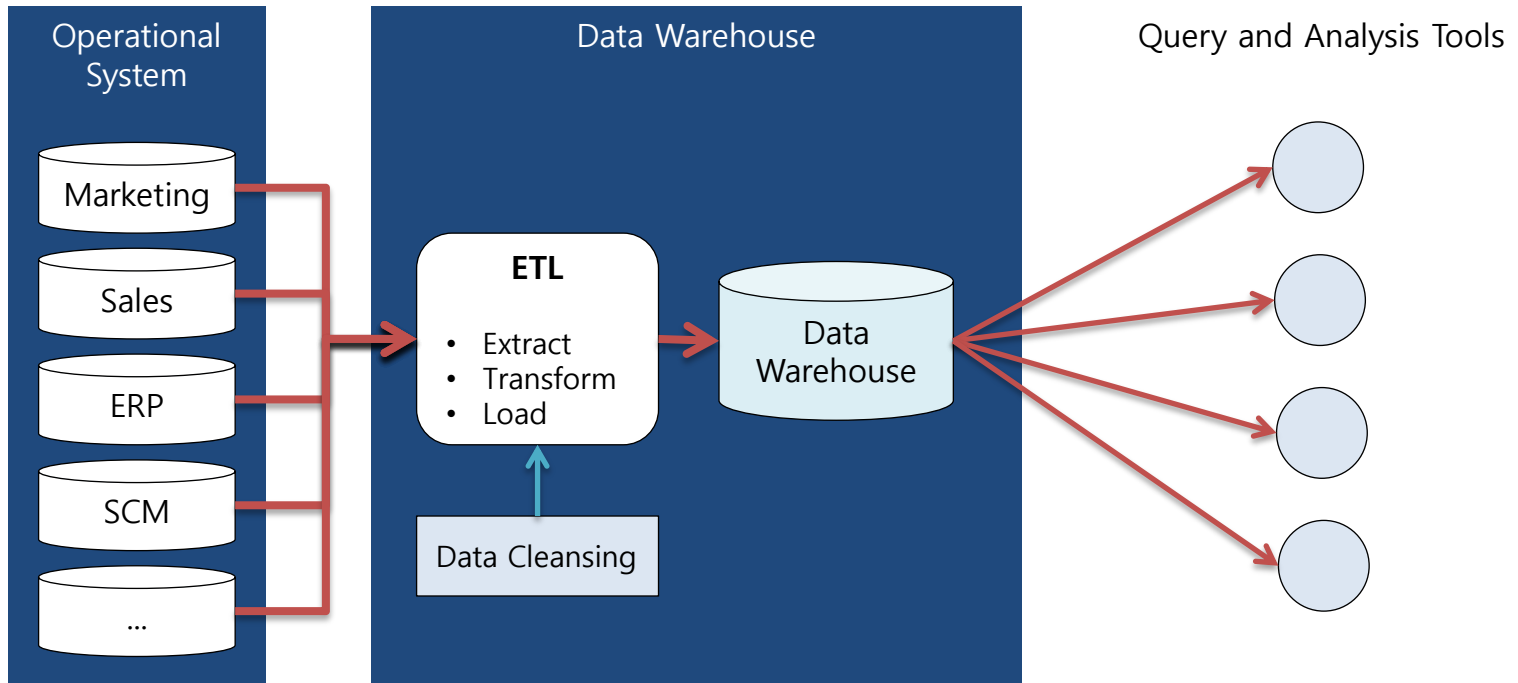 Operational
System
Data Warehouse
Query and Analysis Tools
Marketing
Sales
ERP
SCM
...
ETL
• Extract
• Transform
• Load
Data Cleansing
Data
Warehouse